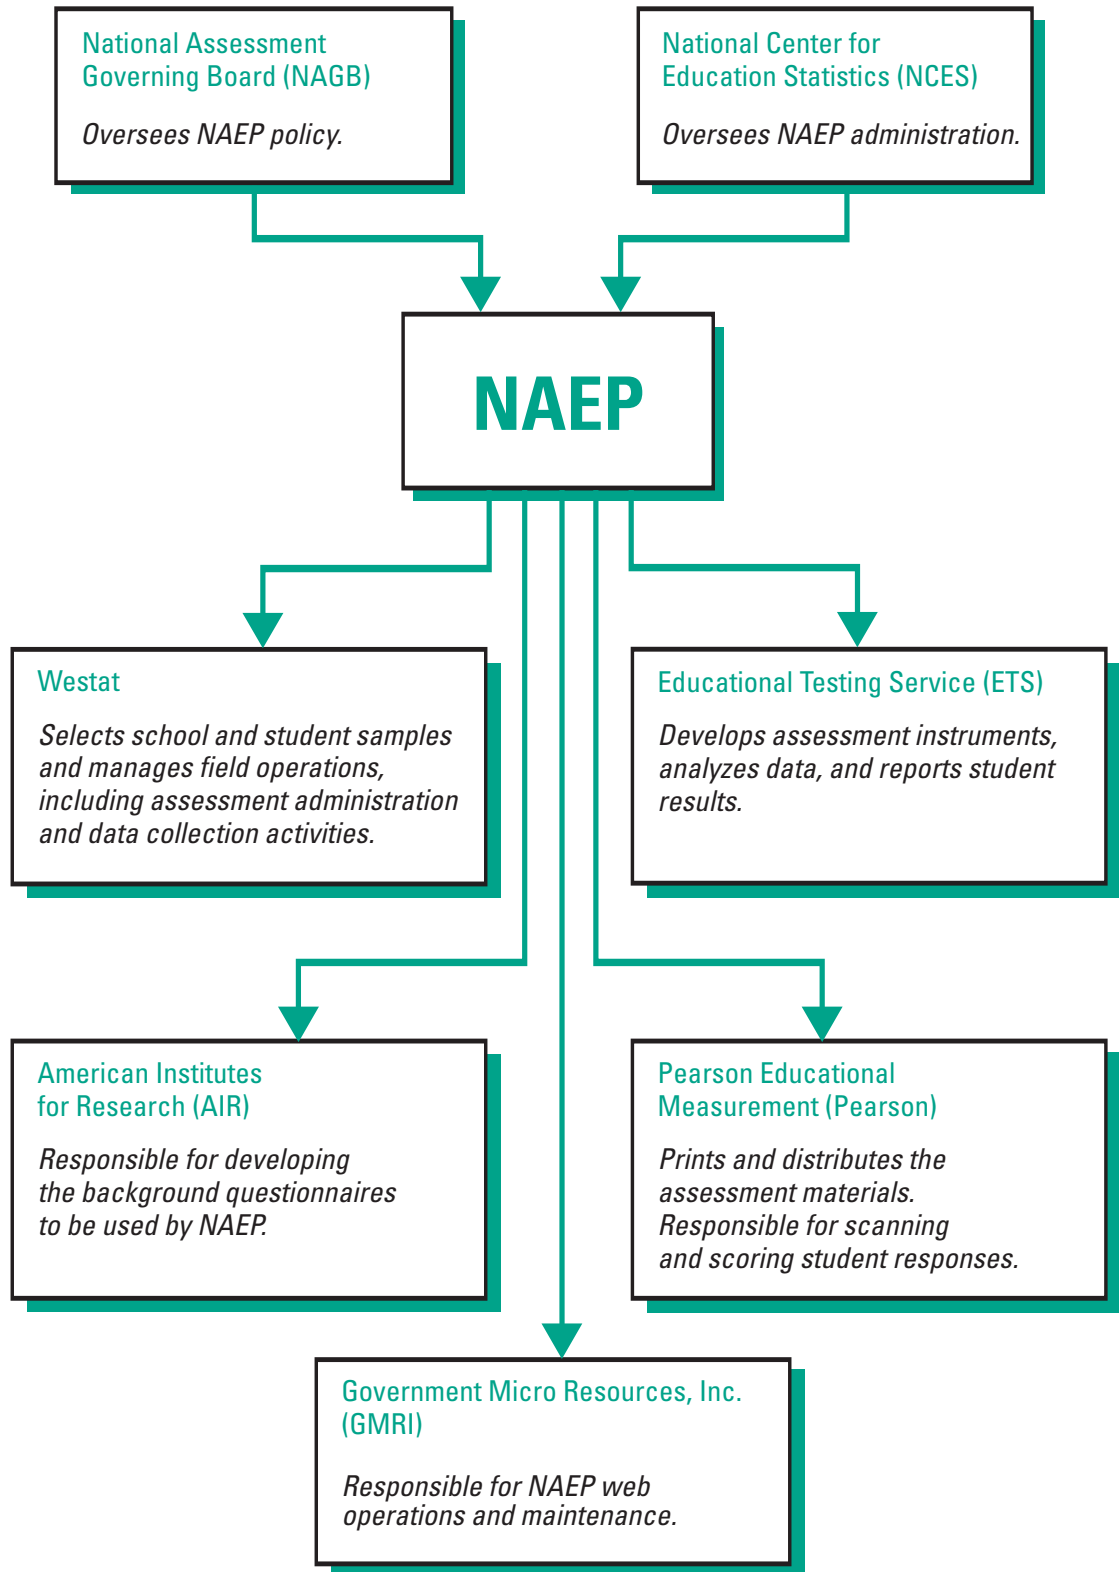 National Assessment
Governing Board (NAGB)
Oversees NAEP policy.
National Center for
Education Statistics (NCES)
Oversees NAEP administration.
NAEP
Westat
Selects school and student samples
and manages field operations,
including assessment administration
and data collection activities.
Educational Testing Service (ETS)
Develops assessment instruments,
analyzes data, and reports student
results.
American Institutes
for Research (AIR)
Responsible for developing
the background questionnaires
to be used by NAEP.
Pearson Educational
Measurement (Pearson)
Prints and distributes the
assessment materials.
Responsible for scanning
and scoring student responses.
Government Micro Resources, Inc.
(GMRI)
Responsible for NAEP web
operations and maintenance.